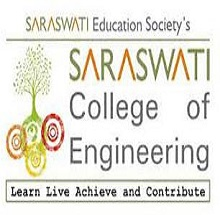 SARASWATI Education Society's
SARASWATI
College of
Engineering
Learn Live Achieve and Contribute